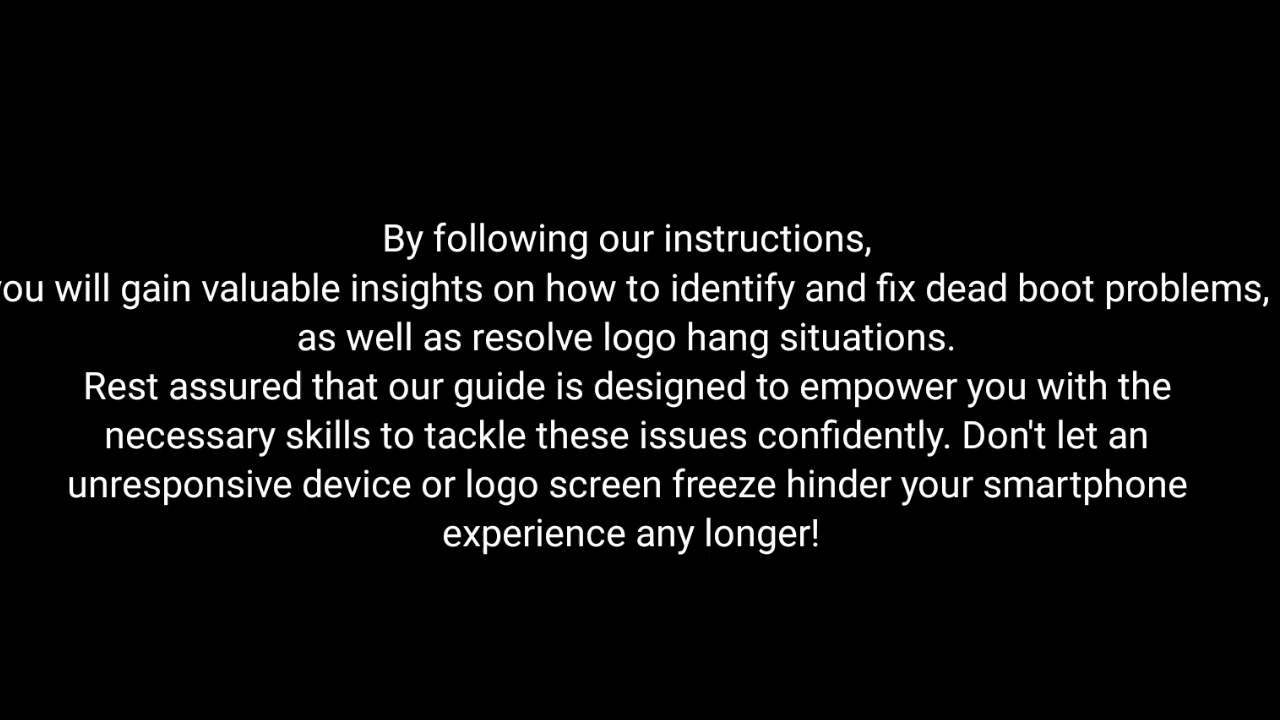 By following our instructions,
you will gain valuable insights on how to identify and fix dead boot problems,
as well as resolve logo hang situations.
Rest assured that our guide is designed to empower you with the
necessary skills to tackle these issues confidently. Don't let an
unresponsive device or logo screen freeze hinder your smartphone
experience any longer!